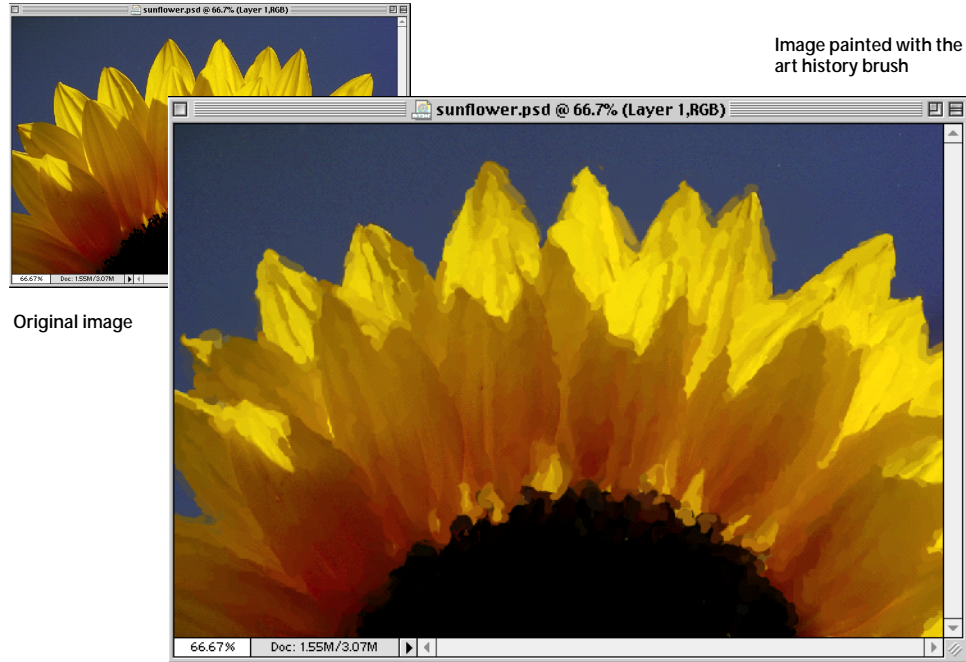 sunflower.psd @ 66.7% (Layer 1,RGB)
Image painted with the
art history brush
sunflower.psd @ 66.7% (Layer 1,RGB)
66.67% Doc: 1.55M/3.07M
Original image
66.67% Doc: 1.55M/3.07M